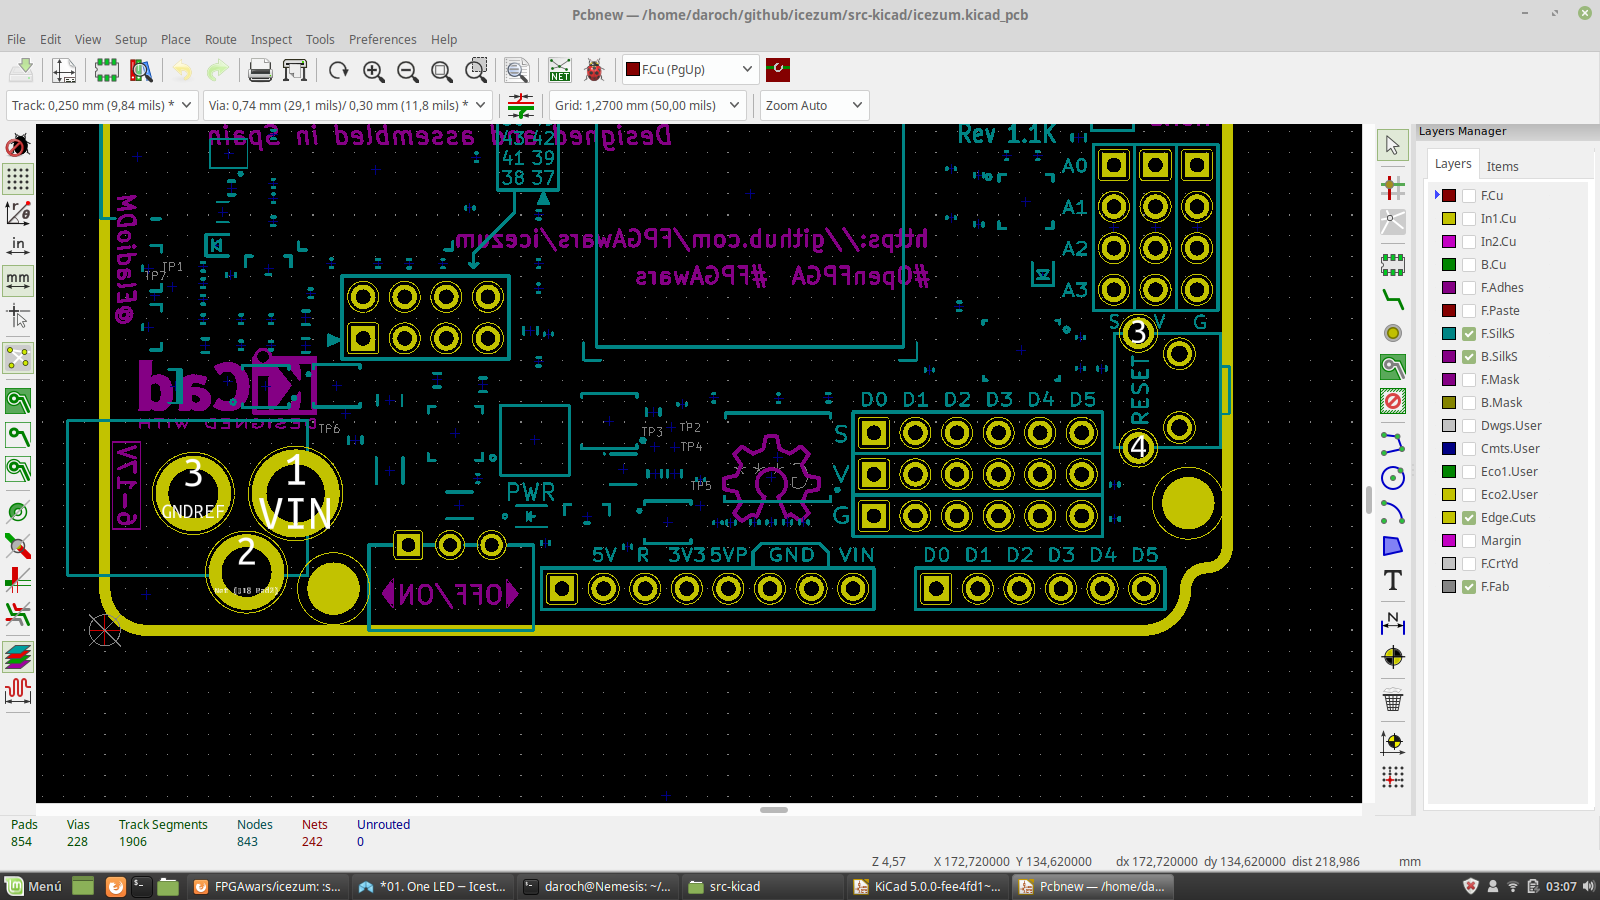 Pcbnew — /home/daroch/github/icezum/src-kicad/icezum.kicad_pcb
File Edit View Setup Place Route Inspect Tools Preferences Help
NET
F.Cu (PgUp)
Track: 0,250 mm (9,84 mils) *
Via: 0,74 mm (29,1 mils)/ 0,30 mm (11,8 mils) *
Grid: 1,2700 mm (50,00 mils)
Zoom Auto
in
mm
Designed and assembled in Spain
43 42
41 39
38 37
Rev 1.1K
A0
A1
A2
A3
S V G
https://github.com/FPGAwars/icezum
#OpenFPGA #FPGAwars
TP1
TP7
KiCad
DESIGNED WITH
TP6
TP3
TP2
TP4
TP5
3
RESET
4
D0 D1 D2 D3 D4 D5
S
V
G
3
GNDREF
1
VIN
2
PWR
OFF/ON
5V R 3V3 5VP GND VIN
D0 D1 D2 D3 D4 D5
Layers Manager
Layers
Items
F.Cu
In1.Cu
In2.Cu
B.Cu
F.Adhes
F.Paste
F.SilkS
B.SilkS
F.Mask
B.Mask
Dwgs.User
Cmts.User
Eco1.User
Eco2.User
Edge.Cuts
Margin
F.CrtYd
F.Fab
T
N
Pads Vias Track Segments Nodes Nets Unrouted
854 228 1906 843 242 0
Z 4,57 X 172,720000 Y 134,620000 dx 172,720000 dy 134,620000 dist 218,986 mm
Menú
FPGAwars/icezum: :s...
*01. One LED — Icest...
daroch@Nemesis: ~/...
src-kicad
KiCad 5.0.0-fee4fd1~...
Pcbnew — /home/da...
03:07